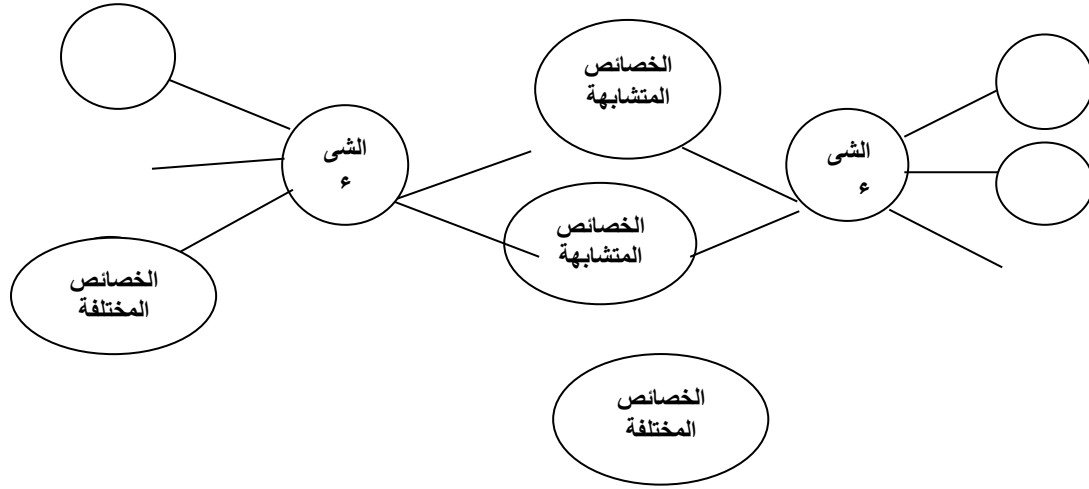 الخصائص
المتشابهة
الشى
ء
الشى
ء
الخصائص
المتشابهة
الخصائص
المختلفة
الخصائص
المختلفة